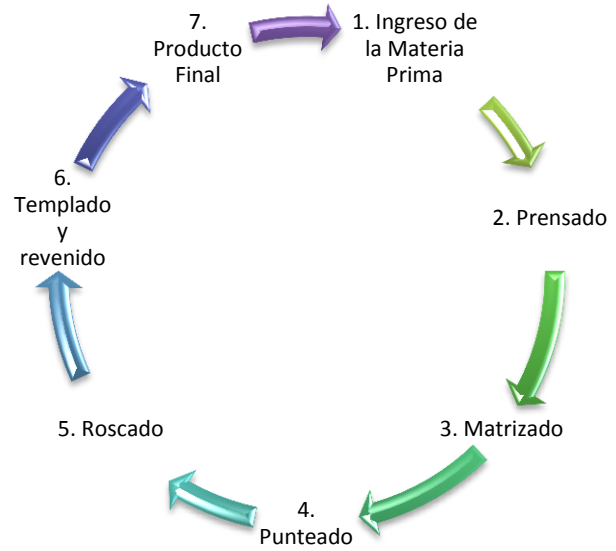 1. Ingreso de
la Materia
Prima
2. Prensado
3. Matrizado
4.
Punteado
5. Roscado
6.
Templado
y
revenido
7.
Producto
Final